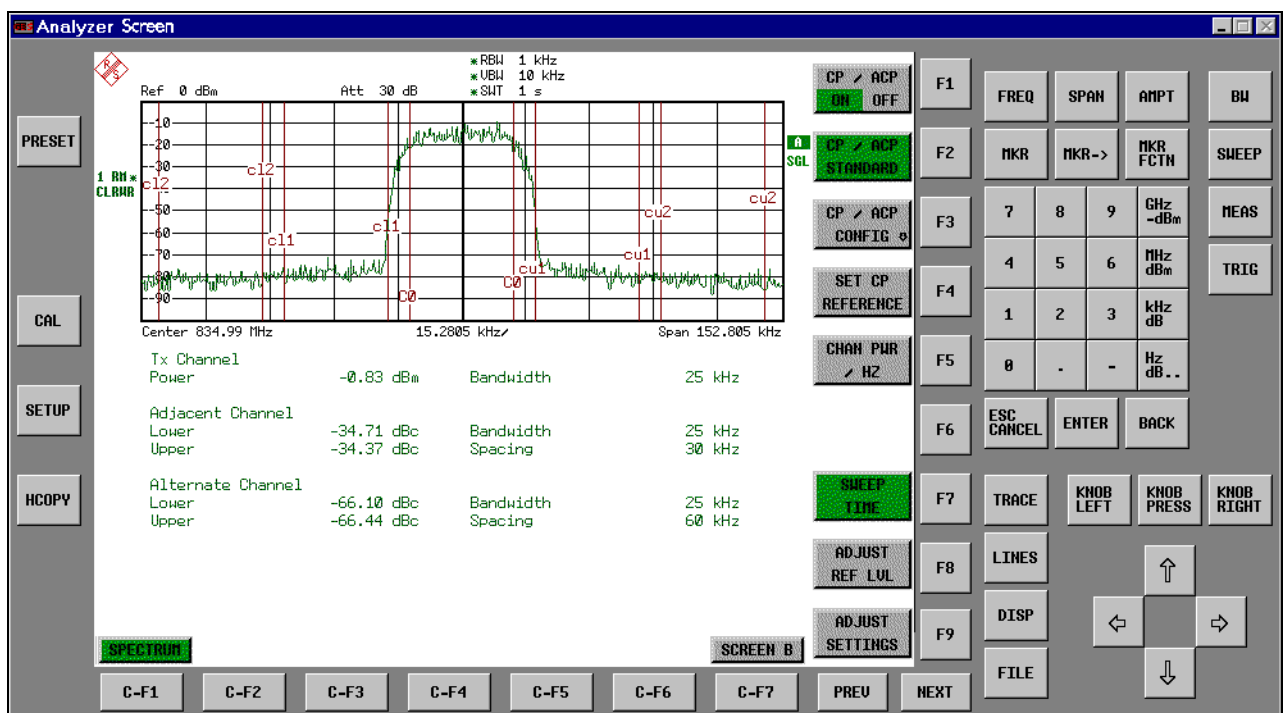 Analyzer Screen
R S
* RBW 1 kHz
* VBW 10 kHz
Ref 0 dBm Att 30 dB * SWT 1 s
-10
-20
-30
-50
-60
-70
-80
-90
1 RM *
CLRWR
A
SGL
cl2
cl2
cl1
cl1
C0
C0
cu1
cu1
cu2
cu2
Center 834.99 MHz 15.2805 kHz/ Span 152.805 kHz
Tx Channel
Power -0.83 dBm Bandwidth 25 kHz
Adjacent Channel
Lower -34.71 dBc Bandwidth 25 kHz
Upper -34.37 dBc Spacing 30 kHz
Alternate Channel
Lower -66.10 dBc Bandwidth 25 kHz
Upper -66.44 dBc Spacing 60 kHz
SPECTRUM
SCREEN B
PRESET
CAL
SETUP
HCOPY
CP / ACP
ON OFF
CP / ACP
STANDARD
CP / ACP
CONFIG
SET CP
REFERENCE
CHAN PWR
/ HZ
SWEEP
TIME
ADJUST
REF LVL
ADJUST
SETTINGS
F1
F2
F3
F4
F5
F6
F7
F8
F9
FREQ SPAN AMPT BW
MKR MKR-> MKR FCTN SWEEP
7 8 9 GHz -dBm MEAS
4 5 6 MHz dBm TRIG
1 2 3 kHz dB
0 . - Hz dB..
ESC CANCEL ENTER BACK
TRACE KNOB LEFT KNOB PRESS KNOB RIGHT
LINES
DISP
FILE
C-F1 C-F2 C-F3 C-F4 C-F5 C-F6 C-F7 PREV NEXT